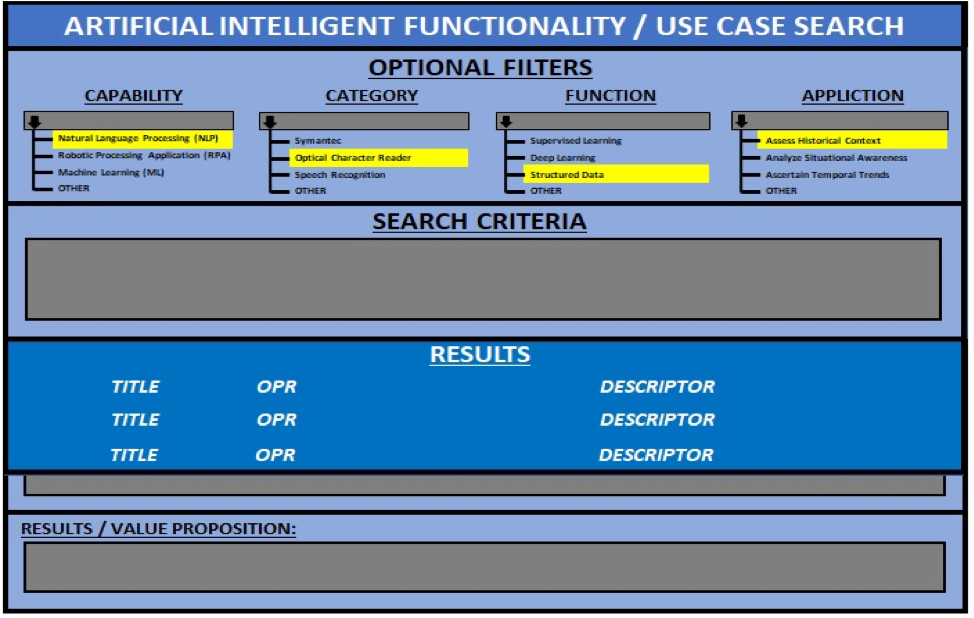 ARTIFICIAL INTELLIGENT FUNCTIONALITY / USE CASE SEARCH
OPTIONAL FILTERS
CAPABILITY
Natural Language Processing (NLP)
Robotic Processing Application (RPA)
Machine Learning (ML)
OTHER
CATEGORY
Symantec
Optical Character Reader
Speech Recognition
OTHER
FUNCTION
Supervised Learning
Deep Learning
Structured Data
OTHER
APPLICTION
Assess Historical Context
Analyze Situational Awareness
Ascertain Temporal Trends
OTHER
SEARCH CRITERIA
RESULTS
TITLE OPR DESCRIPTOR
TITLE OPR DESCRIPTOR
TITLE OPR DESCRIPTOR
RESULTS / VALUE PROPOSITION: